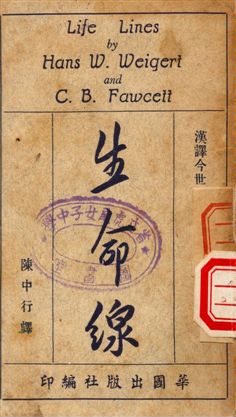 Life Lines
by
Hans W. Weigert
and
C. B. Fawcett
漢譯今世
生命線
陳中行譯
印編社版出國華